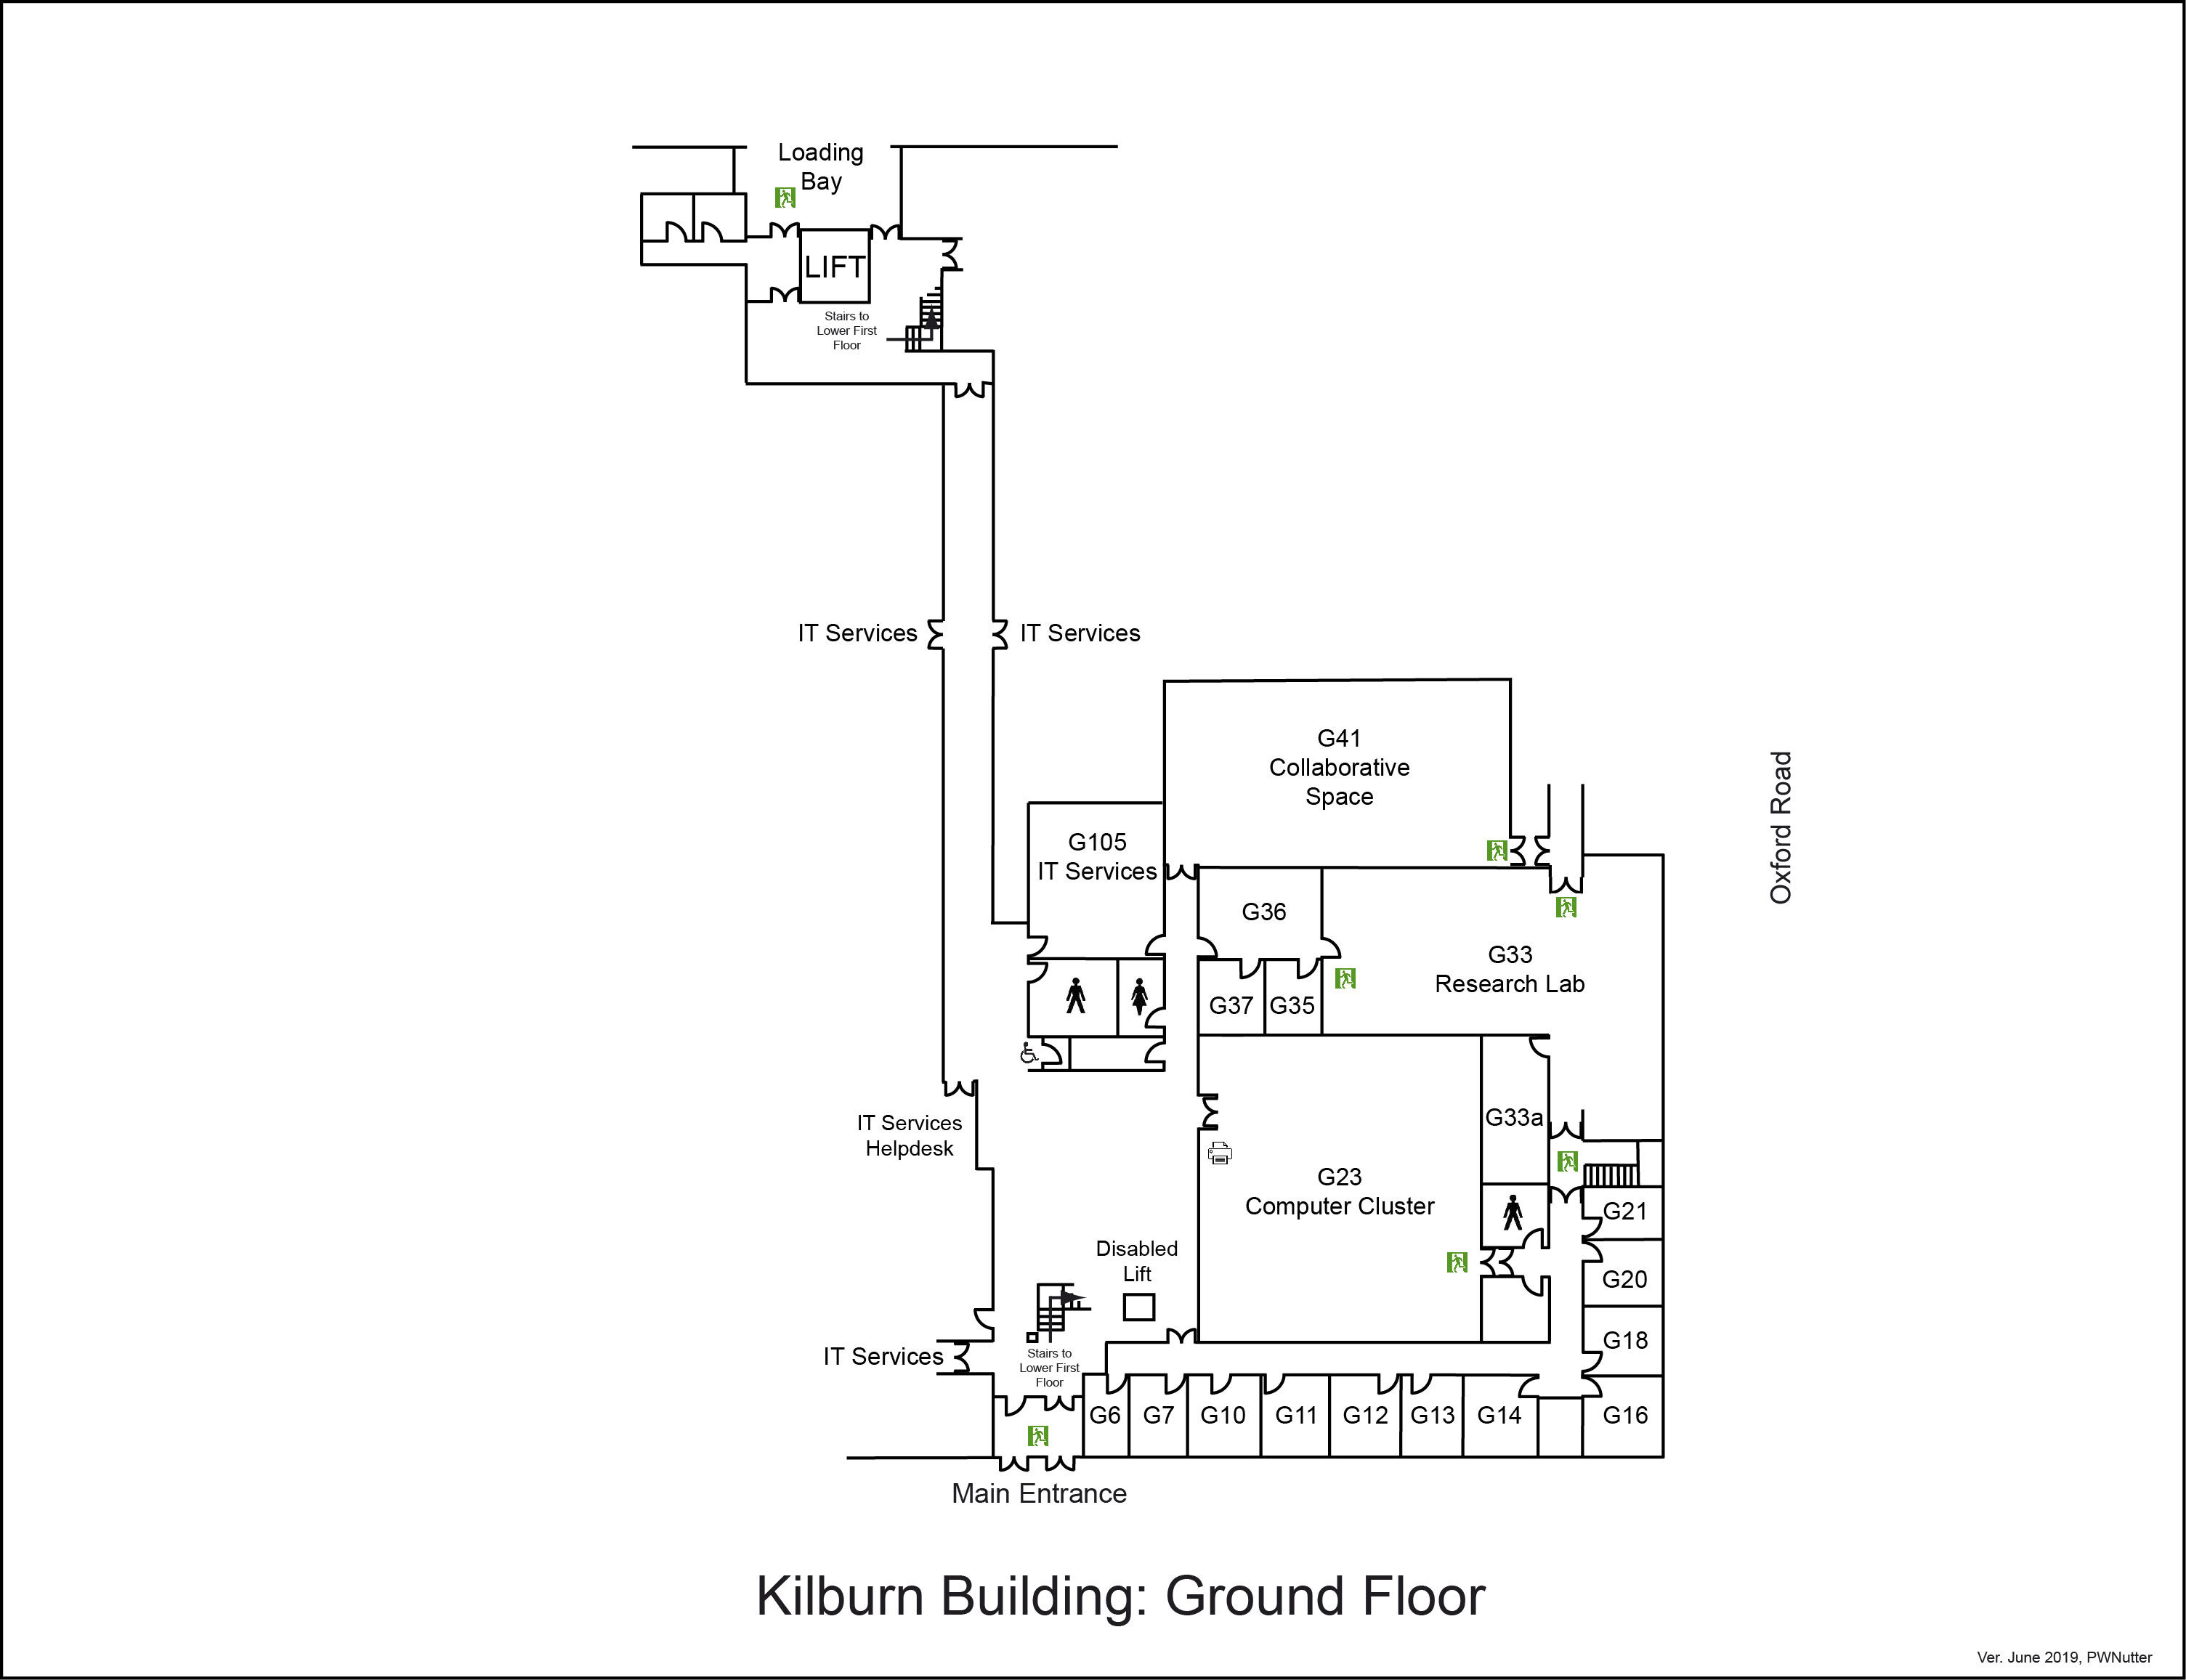 Loading
Bay
LIFT
Stairs to
Lower First
Floor
IT Services
IT Services
G41
Collaborative
Space
Oxford Road
G105
IT Services
G36
G33
Research Lab
G37
G35
IT Services
Helpdesk
G33a
G23
Computer Cluster
G21
Disabled
Lift
G20
G18
IT Services
Stairs to
Lower First
Floor
G6
G7
G10
G11
G12
G13
G14
G16
Main Entrance
Kilburn Building: Ground Floor
Ver. June 2019, PWNutter